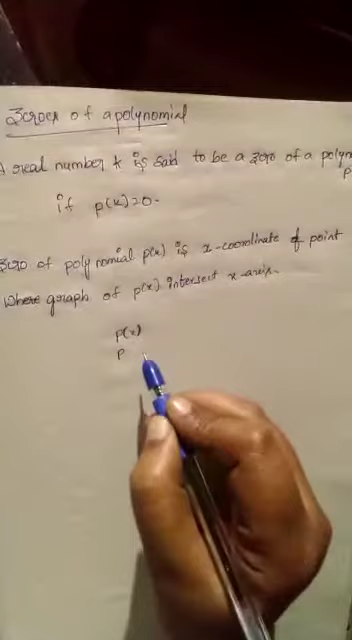 Zeroes of a polynomial
A real number k is said to be a zero of a polyn
p
if p(k)=0.
Zero of polynomial p(x) is x-coordinate of point
where graph of p(x) intersect x-axis.
p(x)
p